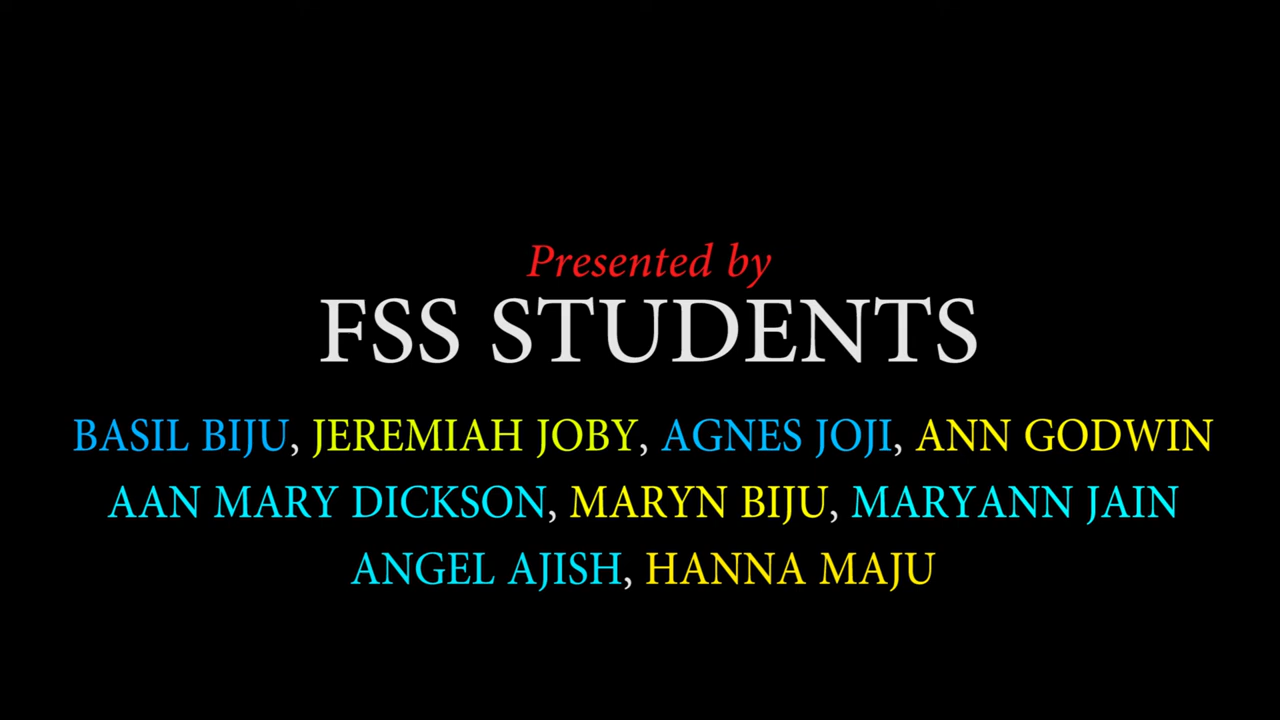 Presented by
FSS STUDENTS
BASIL BIJU, JEREMIAH JOBY, AGNES JOJI, ANN GODWIN
AAN MARY DICKSON, MARYN BIJU, MARYANN JAIN
ANGEL AJISH, HANNA MAJU